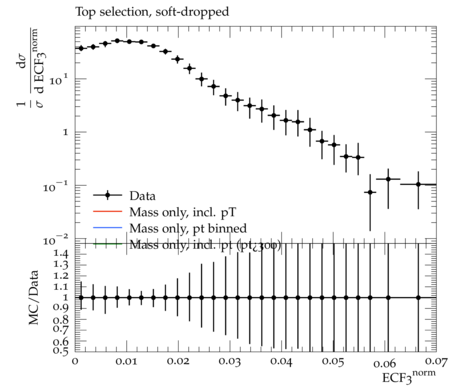 Top selection, soft-dropped
1/σ dσ/d ECF3^norm
10^1
1
10^−1
10^−2
Data
Mass only, incl. pT
Mass only, pt binned
Mass only, incl. pt (pt¿300)
MC/Data
1.4
1.3
1.2
1.1
1
0.9
0.8
0.7
0.6
0.5
0 0.01 0.02 0.03 0.04 0.05 0.06 0.07
ECF3^norm